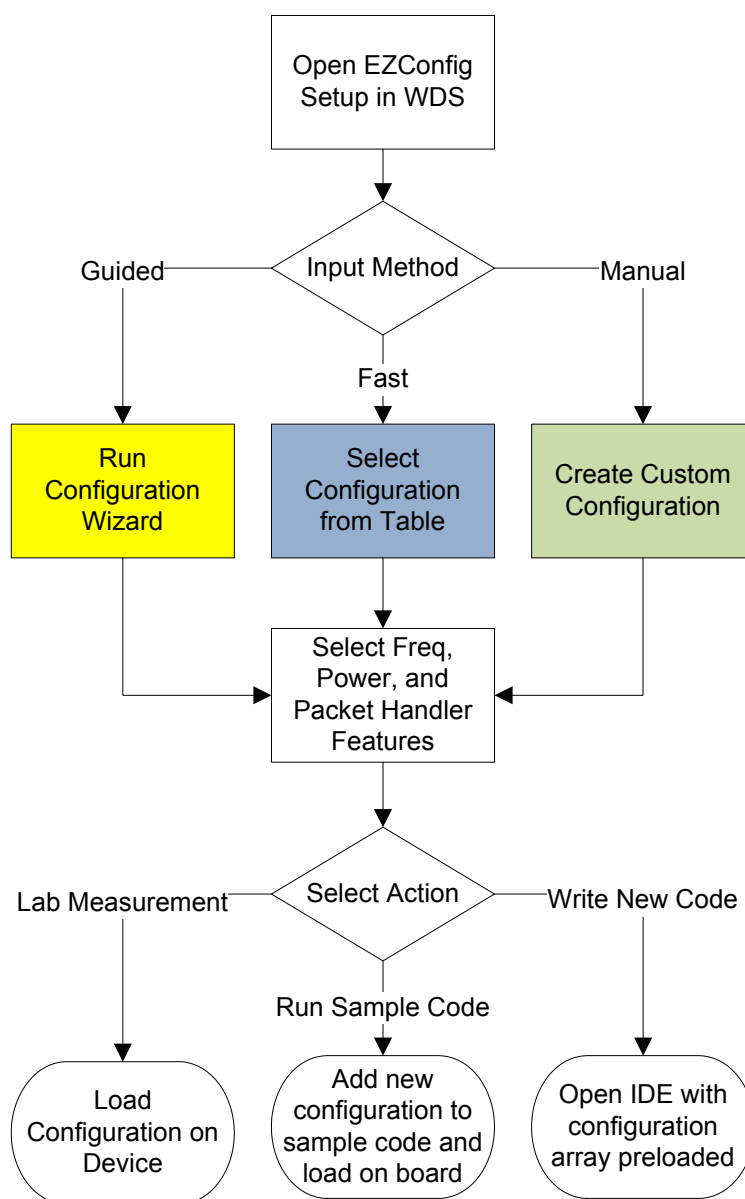 Open EZConfig
Setup in WDS
Input Method
Guided
Manual
Fast
Run
Configuration
Wizard
Select
Configuration
from Table
Create Custom
Configuration
Select Freq,
Power, and
Packet Handler
Features
Select Action
Lab Measurement
Write New Code
Run Sample Code
Load
Configuration on
Device
Add new
configuration to
sample code and
load on board
Open IDE with
configuration
array preloaded